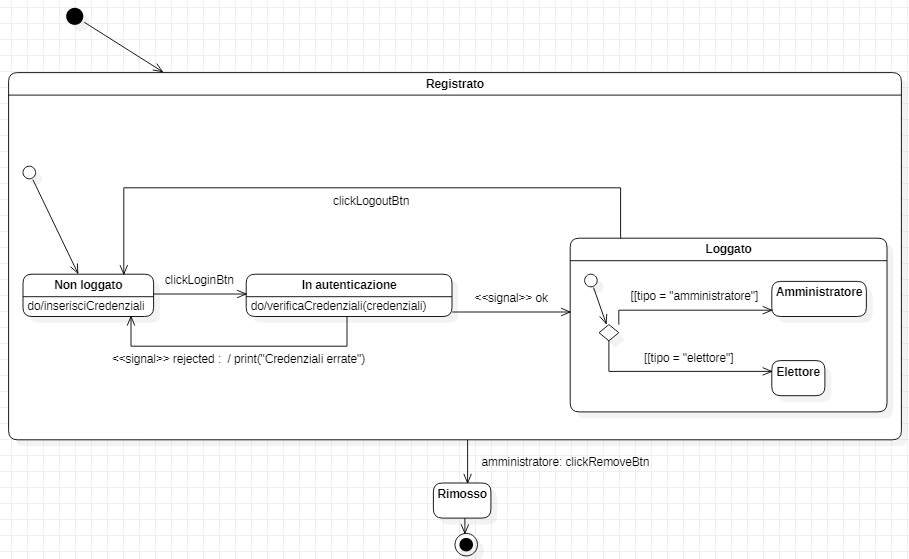 Registrato
clickLogoutBtn
Loggato
Non loggato
do/inserisciCredenziali
clickLoginBtn
In autenticazione
do/verificaCredenziali(credenziali)
<<signal>> ok
[[tipo = "amministratore"]
Amministratore
<<signal>> rejected :  / print("Credenziali errate")
[[tipo = "elettore"]
Elettore
amministratore: clickRemoveBtn
Rimosso